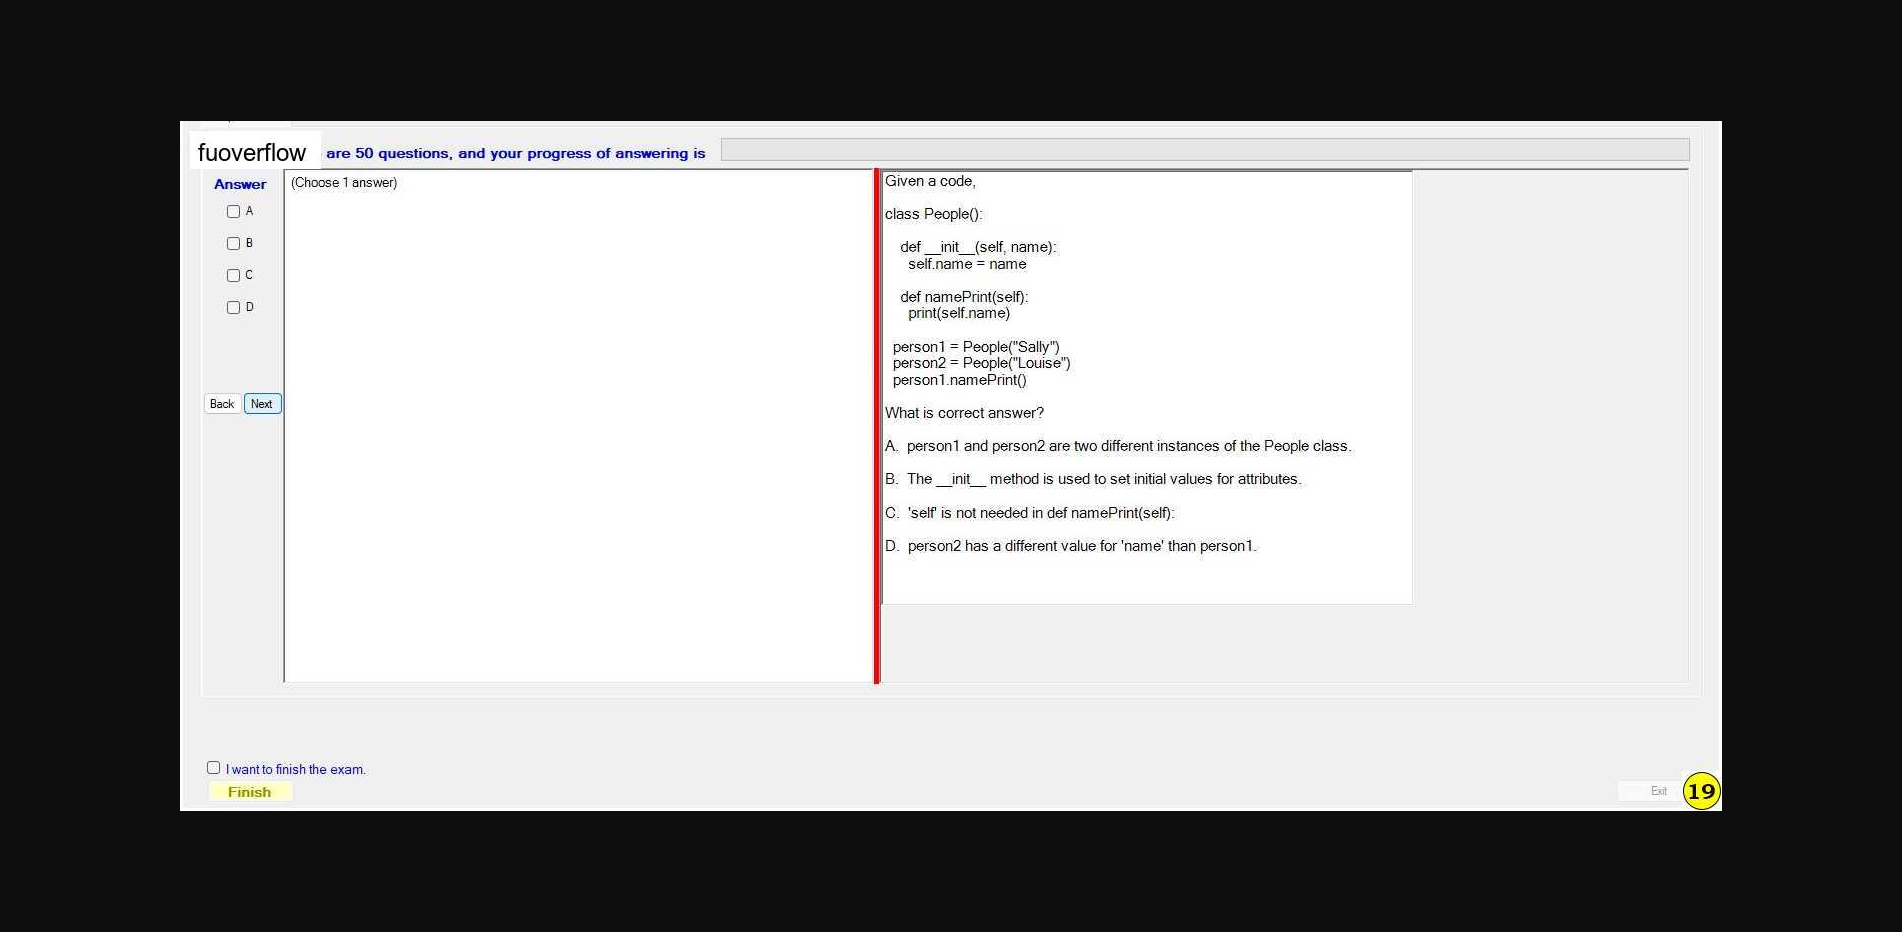 fuoverflow are 50 questions, and your progress of answering is
Answer
A
B
C
D
Back Next
(Choose 1 answer)
Given a code,
class People():
def __init__(self, name):
self.name = name
def namePrint(self):
print(self.name)
person1 = People("Sally")
person2 = People("Louise")
person1.namePrint()
What is correct answer?
A. person1 and person2 are two different instances of the People class.
B. The __init__ method is used to set initial values for attributes.
C. 'self' is not needed in def namePrint(self):
D. person2 has a different value for 'name' than person1.
I want to finish the exam.
Finish
Exit
19